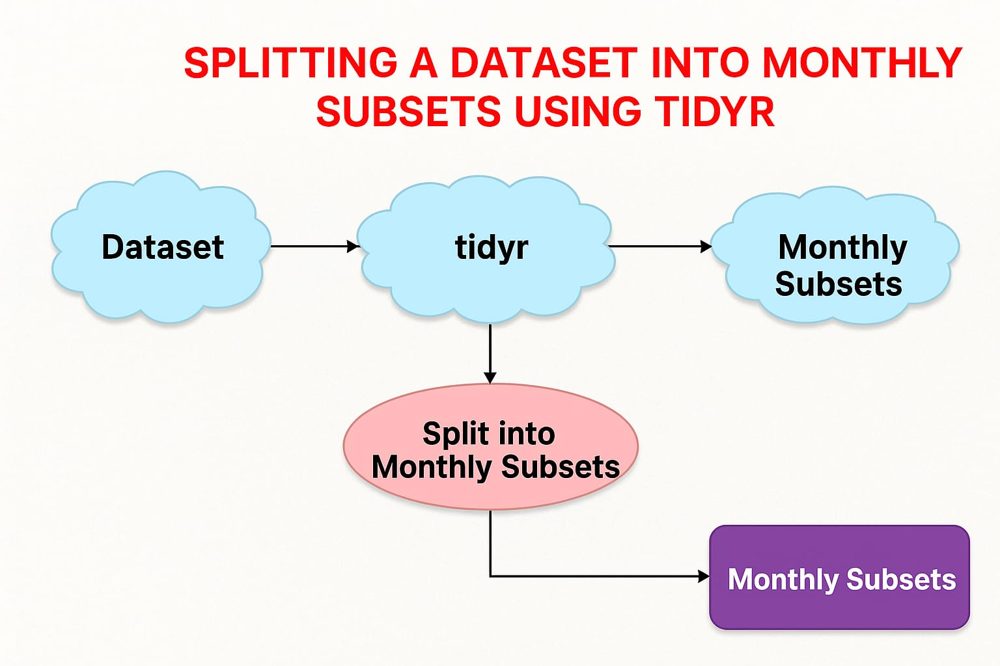 SPLITTING A DATASET INTO MONTHLY
SUBSETS USING TIDYR
Dataset
tidyr
Monthly
Subsets
Split into
Monthly Subsets
Monthly Subsets